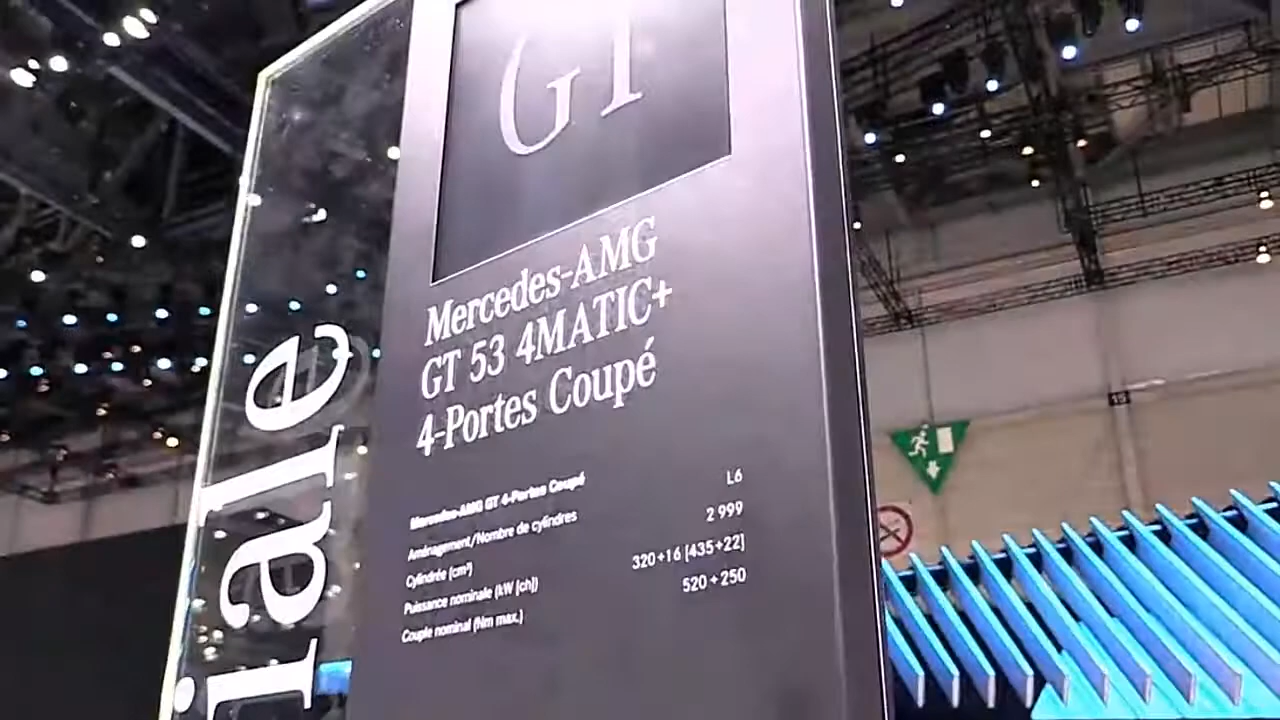 GT
Mercedes-AMG
GT 53 4MATIC+
4-Portes Coupé
Mercedes-AMG GT 4-Portes Coupé
Aménagement/Nombre de cylindres L6
Cylindrée (cm³) 2 999
Puissance nominale (kW [ch]) 320+16 [435+22]
Couple nominal (Nm max.) 520+250
iale